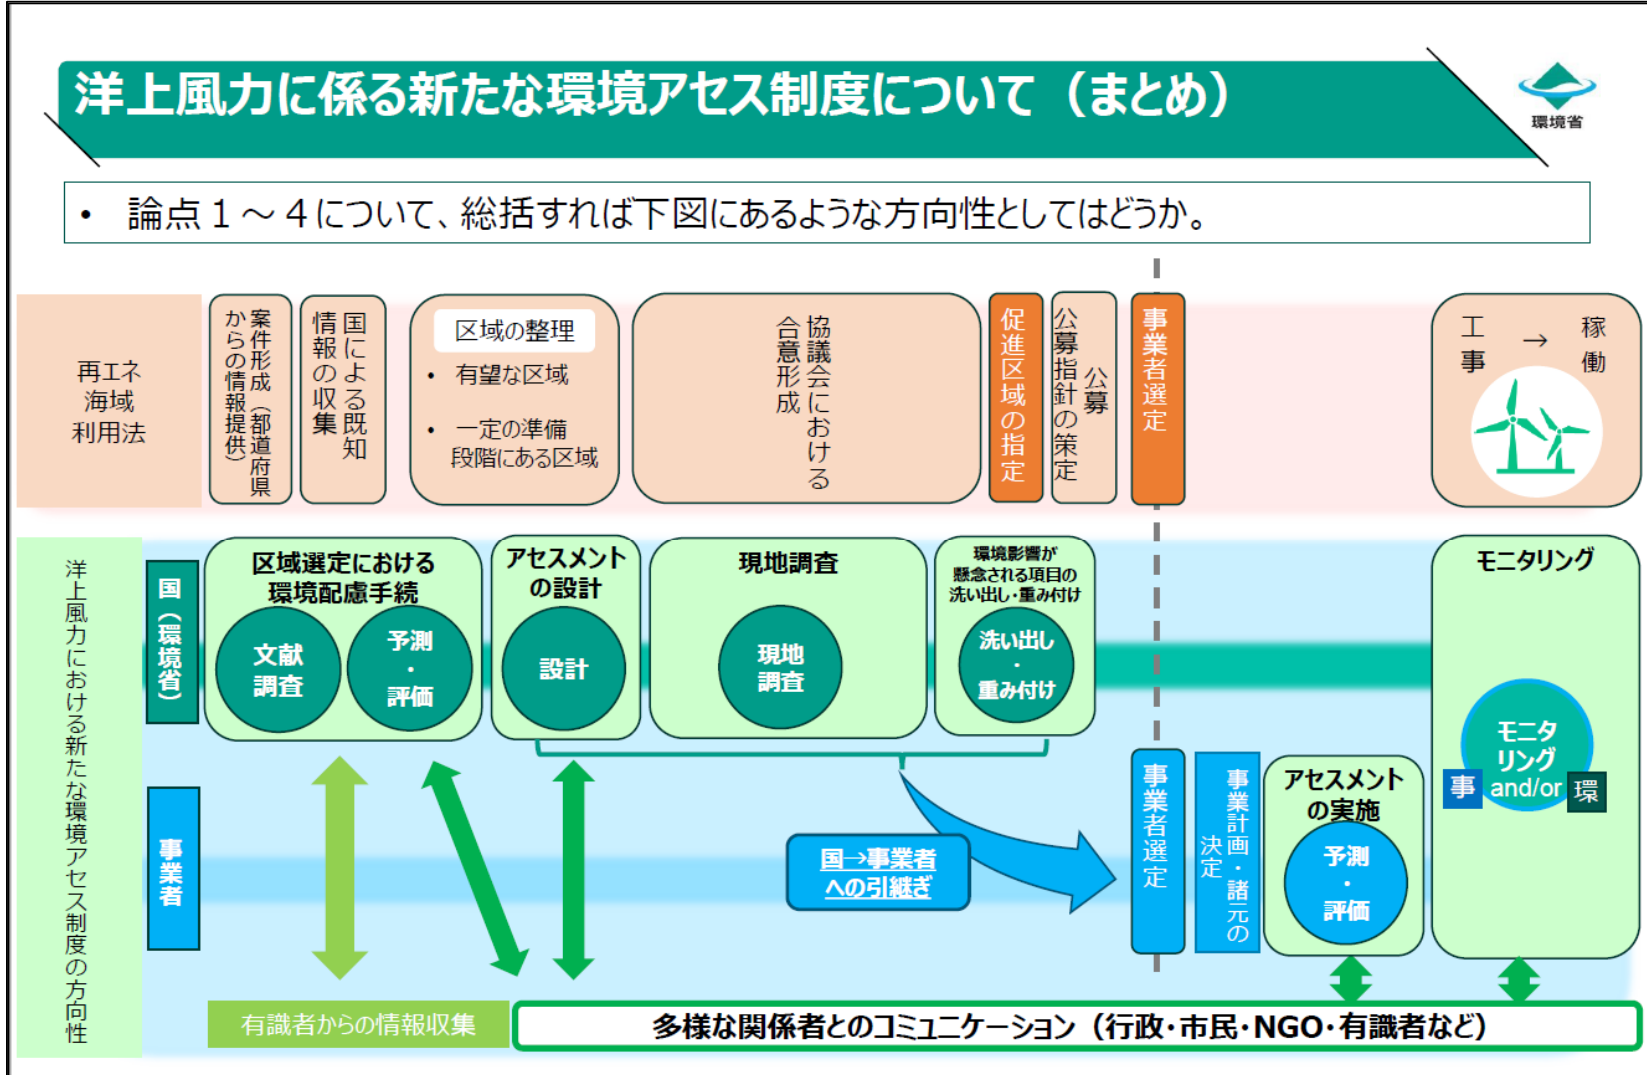 洋上風力に係る新たな環境アセス制度について（まとめ）
環境省
• 論点１～４について、総括すれば下図にあるような方向性としてはどうか。
再エネ
海域
利用法
案件形成（都道府県
からの情報提供）
国による既知
情報の収集
区域の整理
• 有望な区域
• 一定の準備
段階にある区域
協議会における
合意形成
促進区域の指定
公募
公募指針の策定
事業者選定
工事
→
稼働
洋上風力における新たな環境アセス制度の方向性
国（環境省）
区域選定における
環境配慮手続
文献
調査
予測
・
評価
アセスメント
の設計
設計
現地調査
現地
調査
環境影響が
懸念される項目の
洗い出し・重み付け
洗い出し
・
重み付け
モニタリング
モニタ
リング
and/or
事
環
事業者
国→事業者
への引継ぎ
事業者選定
事業計画・諸元の
決定
アセスメント
の実施
予測
・
評価
有識者からの情報収集
多様な関係者とのコミュニケーション（行政・市民・NGO・有識者など）